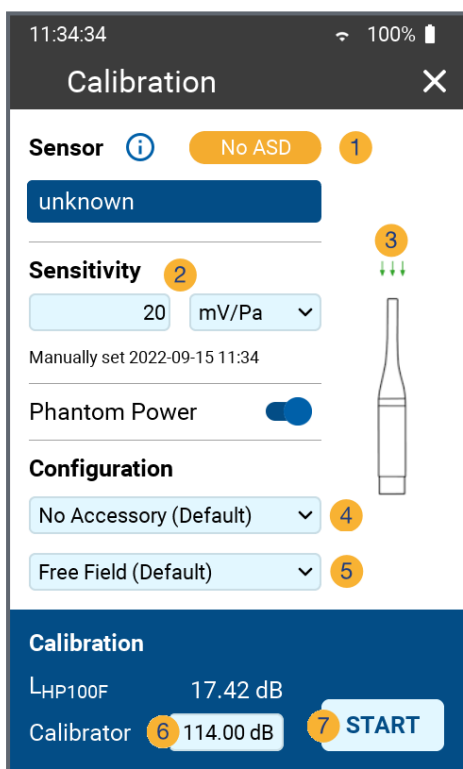 11:34:34 100%
Calibration
Sensor i No ASD 1
unknown
3
Sensitivity 2
20 mV/Pa
Manually set 2022-09-15 11:34
Phantom Power
Configuration
No Accessory (Default) 4
Free Field (Default) 5
Calibration
LHP100F 17.42 dB
Calibrator 6 114.00 dB 7 START